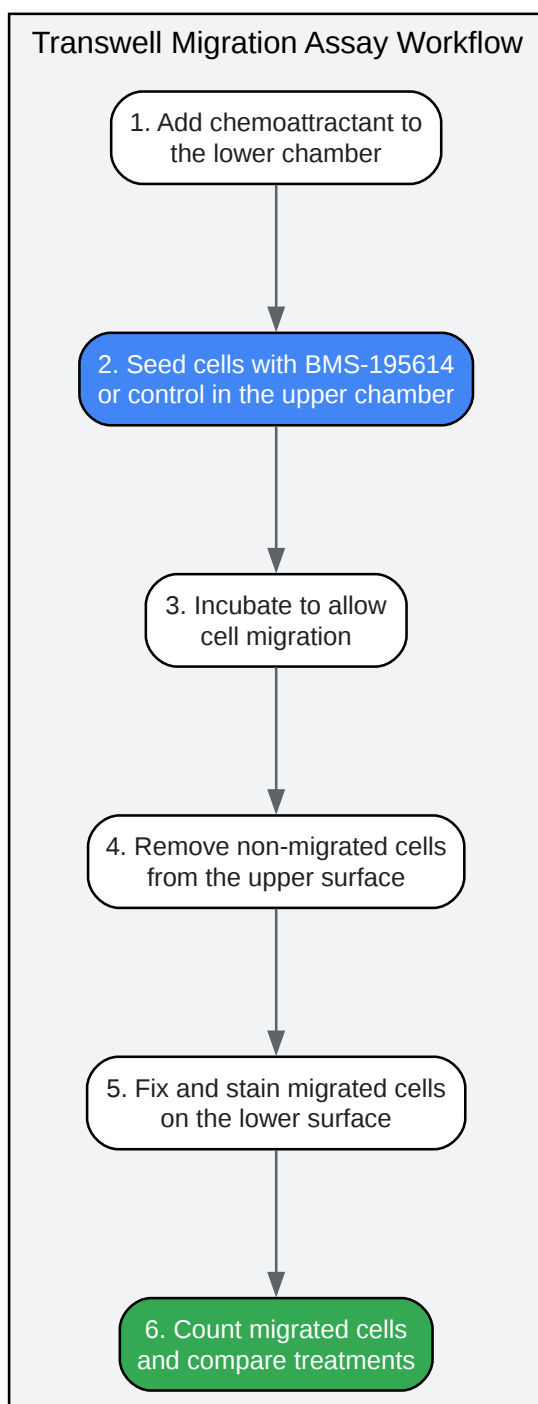 Transwell Migration Assay Workflow
1. Add chemoattractant to
the lower chamber
2. Seed cells with BMS-195614
or control in the upper chamber
3. Incubate to allow
cell migration
4. Remove non-migrated cells
from the upper surface
5. Fix and stain migrated cells
on the lower surface
6. Count migrated cells
and compare treatments